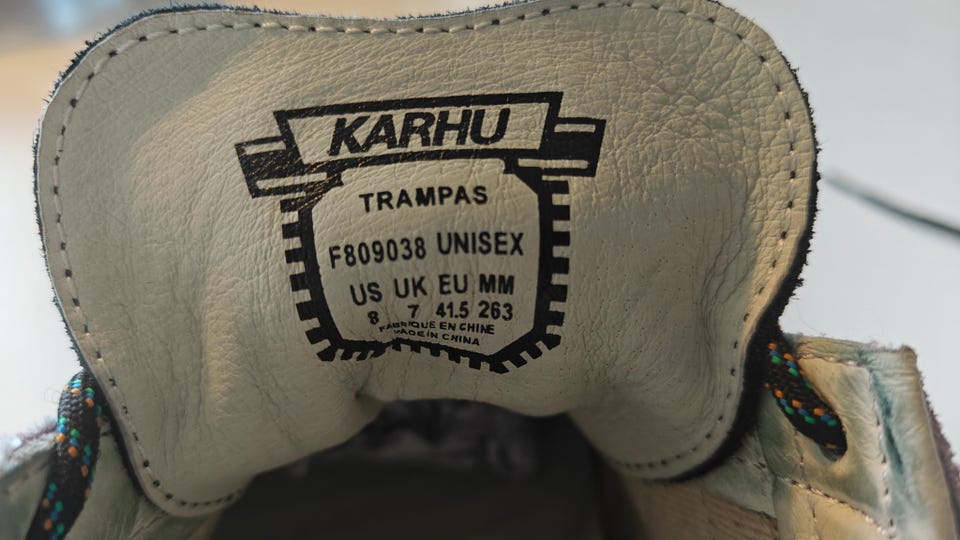 KARHU
TRAMPAS
F809038 UNISEX
US UK EU MM
8 7 41.5 263
FABRIQUE EN CHINE
MADE IN CHINA